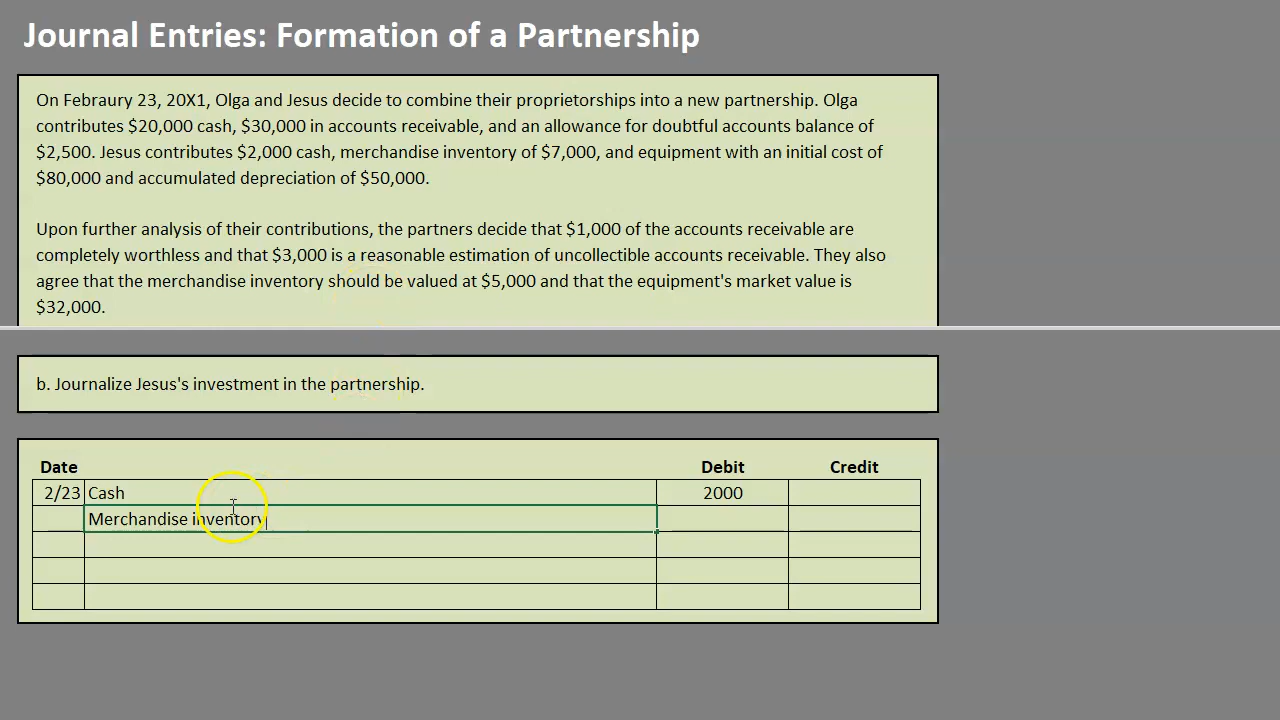 Journal Entries: Formation of a Partnership
On Febraury 23, 20X1, Olga and Jesus decide to combine their proprietorships into a new partnership. Olga
contributes $20,000 cash, $30,000 in accounts receivable, and an allowance for doubtful accounts balance of
$2,500. Jesus contributes $2,000 cash, merchandise inventory of $7,000, and equipment with an initial cost of
$80,000 and accumulated depreciation of $50,000.
Upon further analysis of their contributions, the partners decide that $1,000 of the accounts receivable are
completely worthless and that $3,000 is a reasonable estimation of uncollectible accounts receivable. They also
agree that the merchandise inventory should be valued at $5,000 and that the equipment's market value is
$32,000.
b. Journalize Jesus's investment in the partnership.
Date Debit Credit
2/23 Cash 2000
Merchandise inventory